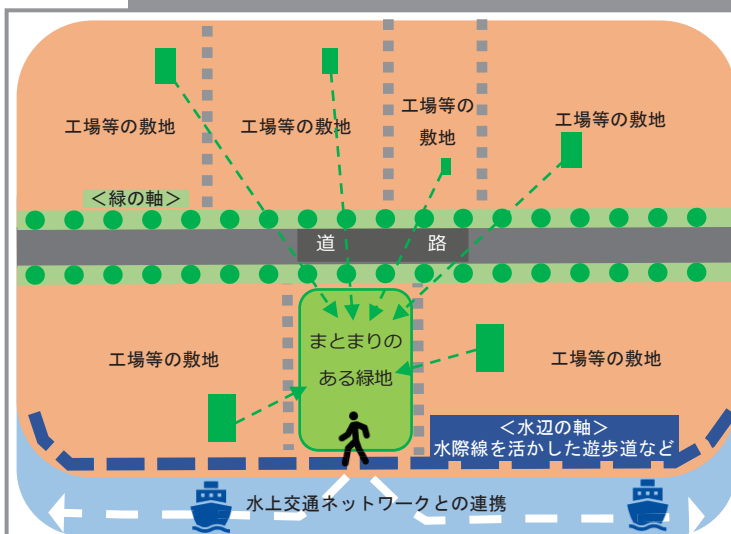 工場等の敷地
工場等の敷地
工場等の
敷地
工場等の敷地
＜緑の軸＞
道 路
まとまりの
ある緑地
工場等の敷地
工場等の敷地
＜水辺の軸＞
水際線を活かした遊歩道など
水上交通ネットワークとの連携